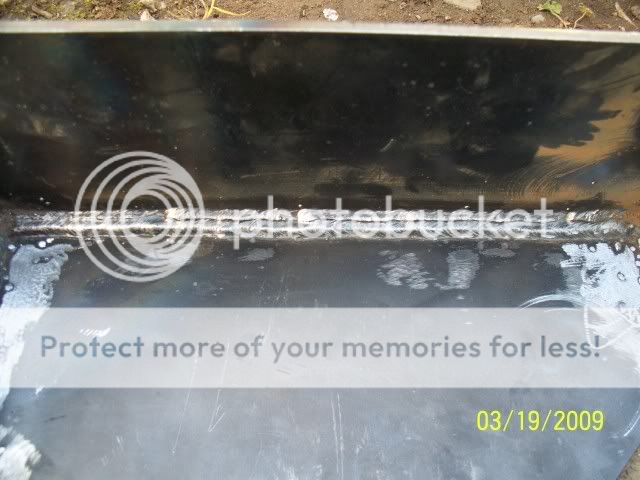 photobucket
Protect more of your memories for less!
03/19/2009